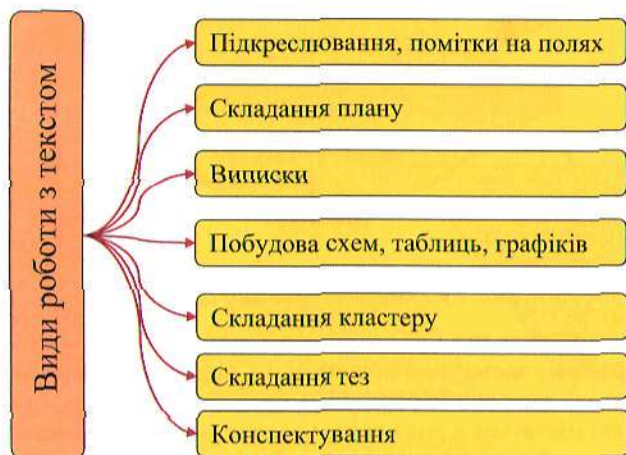 Види роботи з текстом
Підкреслювання, помітки на полях
Складання плану
Виписки
Побудова схем, таблиць, графіків
Складання кластеру
Складання тез
Конспектування